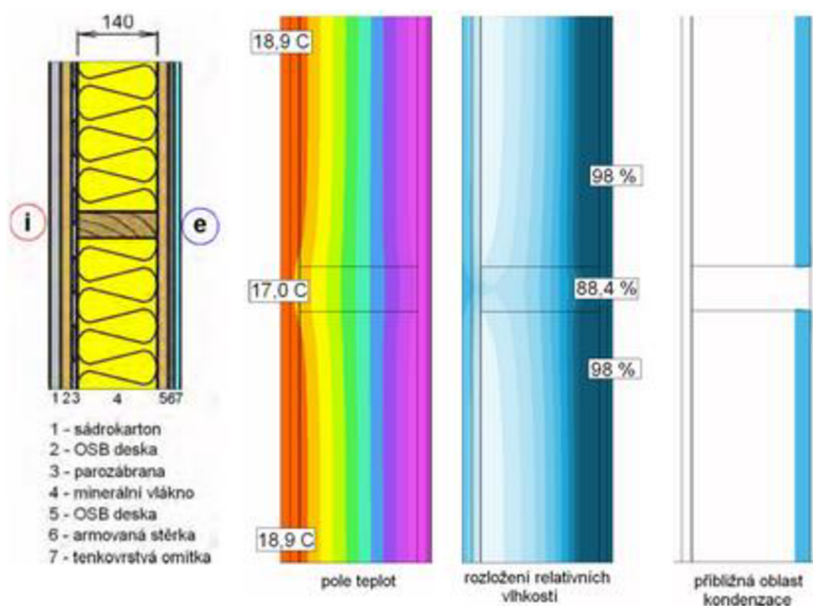 140
i
e
1 2 3 4 5 6 7
1 - sádrokarton
2 - OSB deska
3 - parozábrana
4 - minerální vlákno
5 - OSB deska
6 - armovaná stěrka
7 - tenkovrstvá omítka
18,9 C
17,0 C
18,9 C
pole teplot
98 %
88,4 %
98 %
rozložení relativních
vlhkostí
přibližná oblast
kondenzace